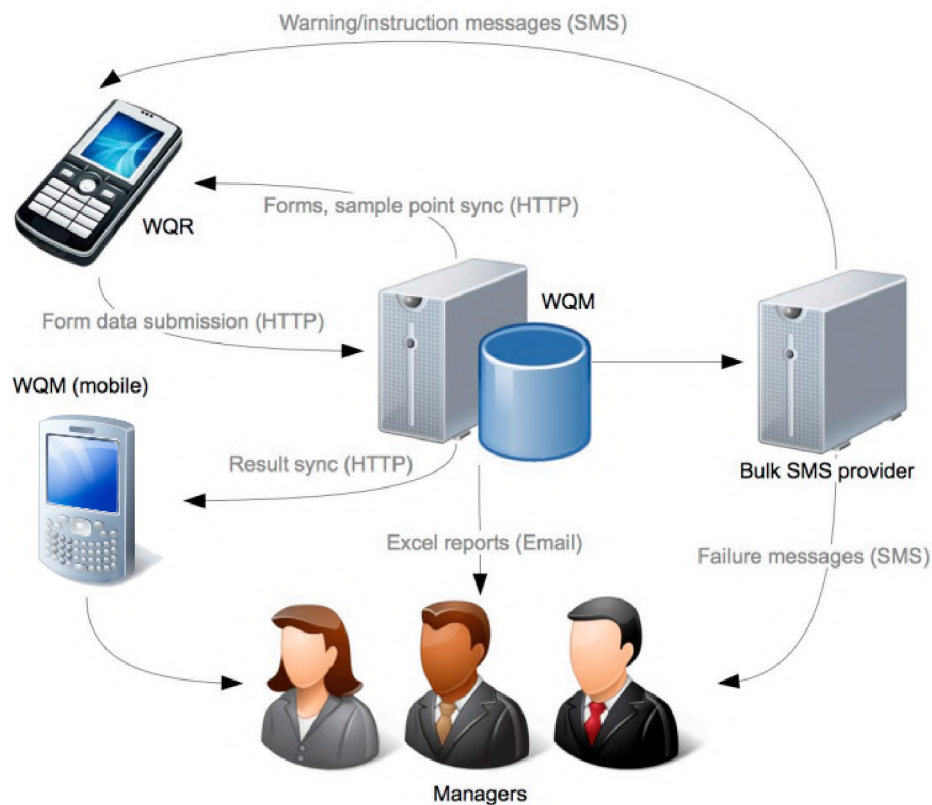 Warning/instruction messages (SMS)
Forms, sample point sync (HTTP)
WQR
WQM
Form data submission (HTTP)
WQM (mobile)
Result sync (HTTP)
Bulk SMS provider
Excel reports (Email)
Failure messages (SMS)
Managers